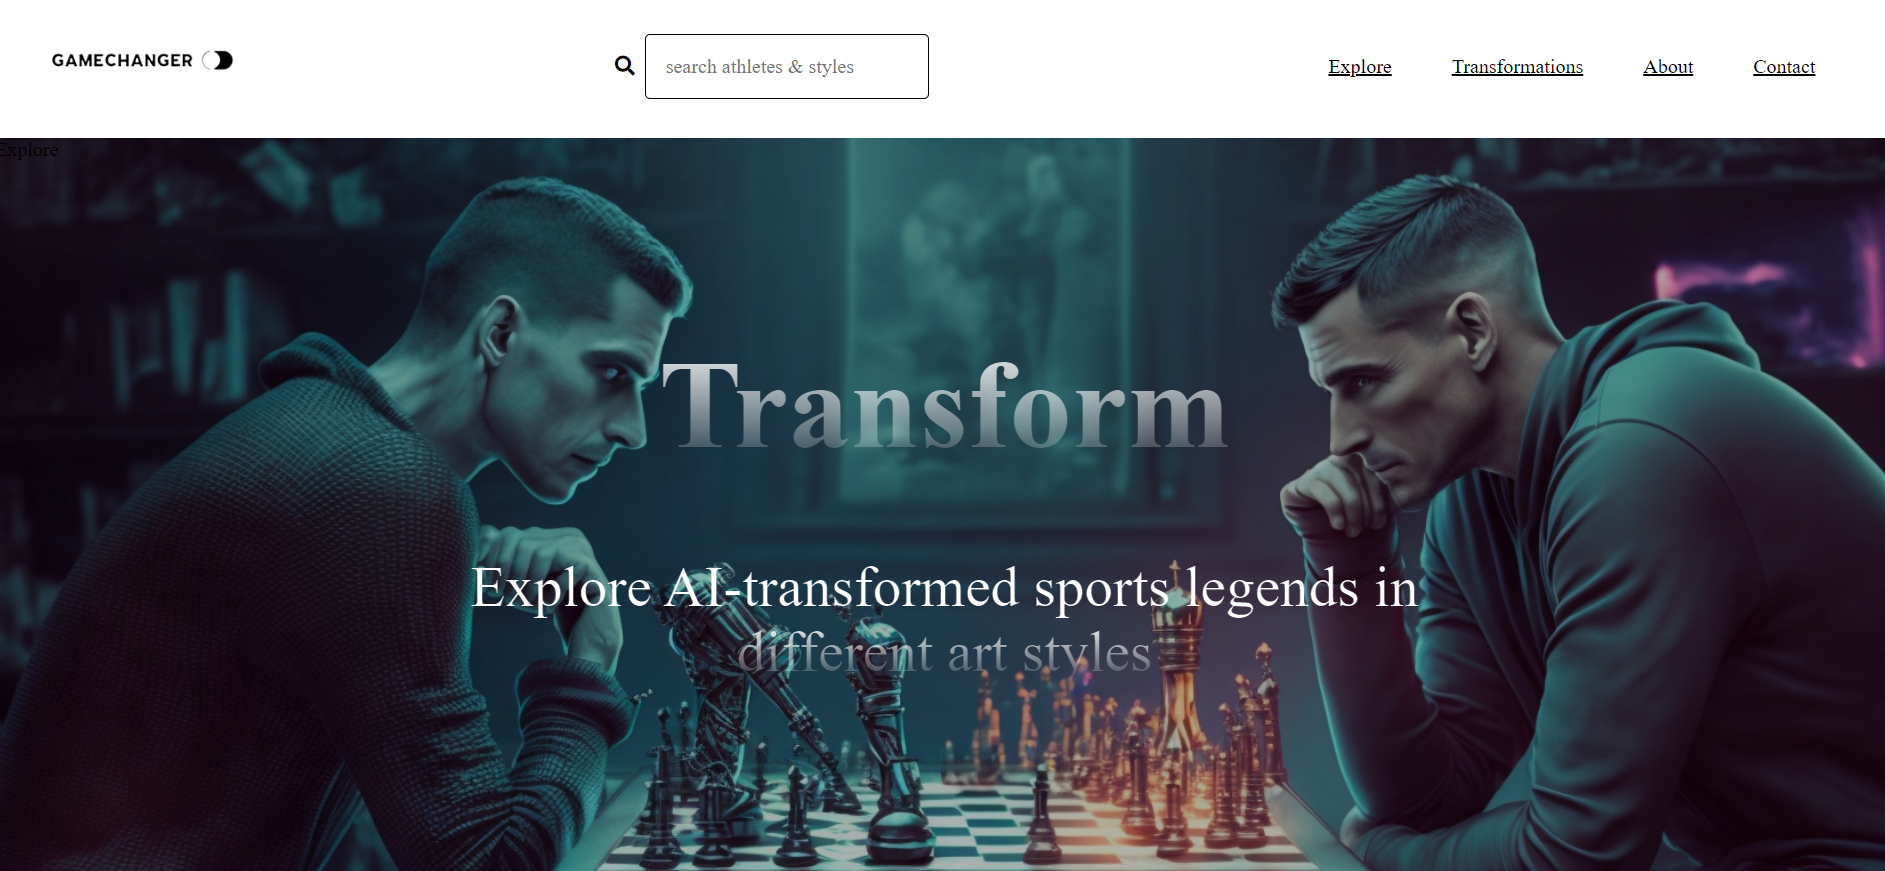 GAMECHANGER
search athletes & styles
Explore
Transformations
About
Contact
Explore
Transform
Explore AI-transformed sports legends in
different art styles